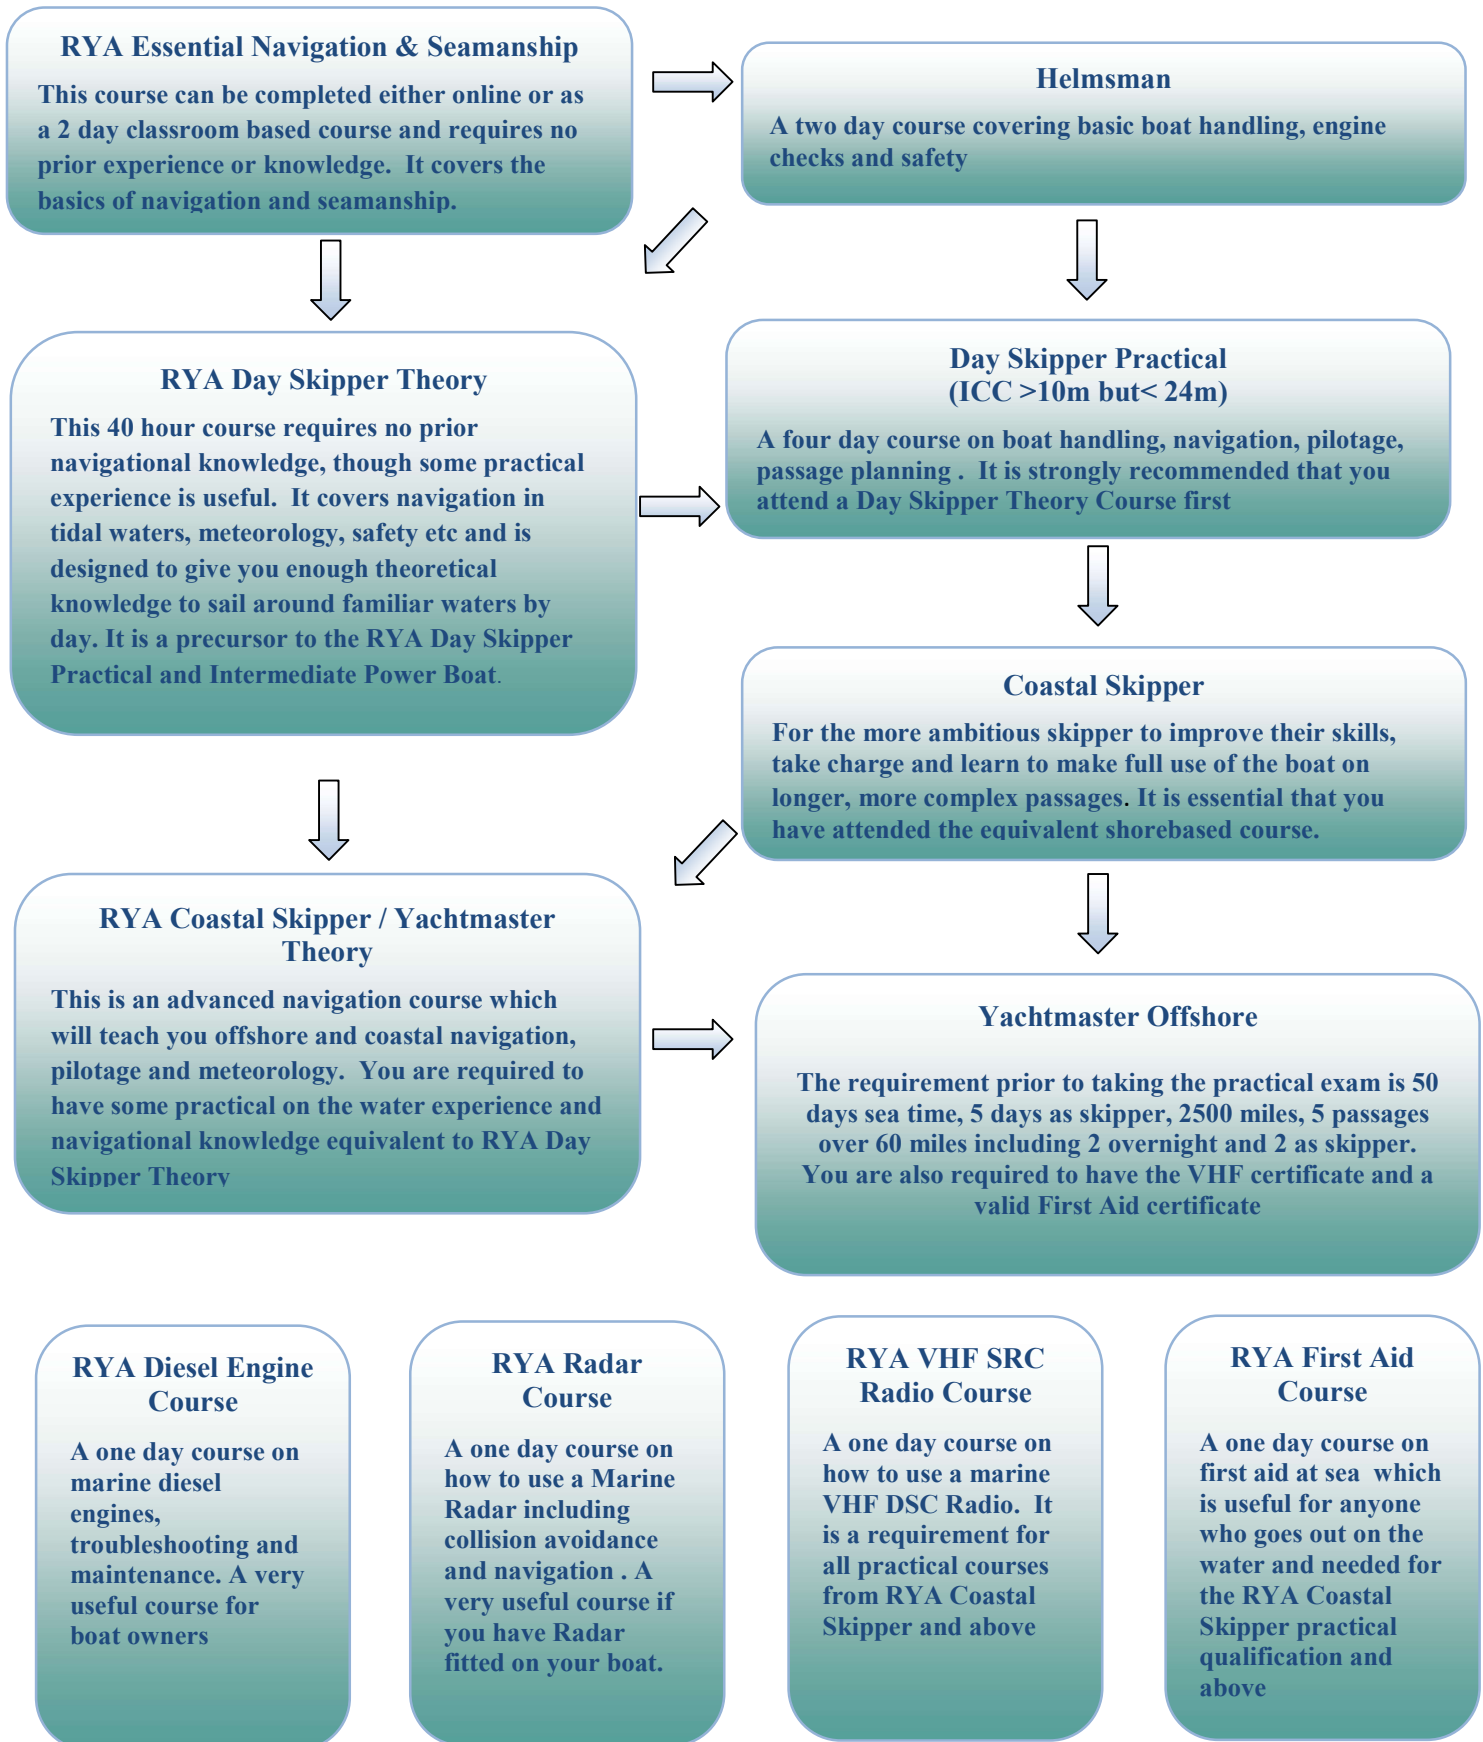 RYA Essential Navigation & Seamanship
This course can be completed either online or as
a 2 day classroom based course and requires no
prior experience or knowledge.  It covers the
basics of navigation and seamanship.
Helmsman
A two day course covering basic boat handling, engine
checks and safety
RYA Day Skipper Theory
This 40 hour course requires no prior
navigational knowledge, though some practical
experience is useful.  It covers navigation in
tidal waters, meteorology, safety etc and is
designed to give you enough theoretical
knowledge to sail around familiar waters by
day. It is a precursor to the RYA Day Skipper
Practical and Intermediate Power Boat.
Day Skipper Practical
(ICC >10m but< 24m)
A four day course on boat handling, navigation, pilotage,
passage planning .  It is strongly recommended that you
attend a Day Skipper Theory Course first
Coastal Skipper
For the more ambitious skipper to improve their skills,
take charge and learn to make full use of the boat on
longer, more complex passages. It is essential that you
have attended the equivalent shorebased course.
RYA Coastal Skipper / Yachtmaster
Theory
This is an advanced navigation course which
will teach you offshore and coastal navigation,
pilotage and meteorology.  You are required to
have some practical on the water experience and
navigational knowledge equivalent to RYA Day
Skipper Theory
Yachtmaster Offshore
The requirement prior to taking the practical exam is 50
days sea time, 5 days as skipper, 2500 miles, 5 passages
over 60 miles including 2 overnight and 2 as skipper.
You are also required to have the VHF certificate and a
valid First Aid certificate
RYA Diesel Engine
Course
A one day course on
marine diesel
engines,
troubleshooting and
maintenance. A very
useful course for
boat owners
RYA Radar
Course
A one day course on
how to use a Marine
Radar including
collision avoidance
and navigation . A
very useful course if
you have Radar
fitted on your boat.
RYA VHF SRC
Radio Course
A one day course on
how to use a marine
VHF DSC Radio.  It
is a requirement for
all practical courses
from RYA Coastal
Skipper and above
RYA First Aid
Course
A one day course on
first aid at sea  which
is useful for anyone
who goes out on the
water and needed for
the RYA Coastal
Skipper practical
qualification and
above